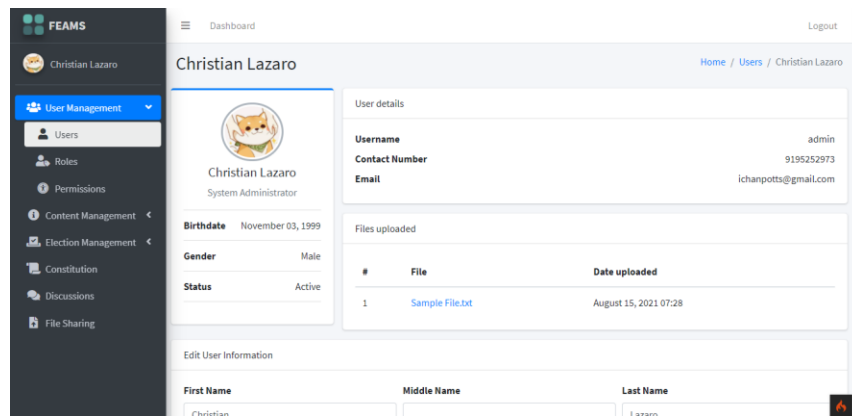 FEAMS
Dashboard
Logout
Christian Lazaro
Christian Lazaro
Home / Users / Christian Lazaro
User Management
Users
Roles
Permissions
Content Management
Election Management
Constitution
Discussions
File Sharing
Christian Lazaro
System Administrator
Birthdate November 03, 1999
Gender Male
Status Active
User details
Username admin
Contact Number 9195252973
Email ichanpotts@gmail.com
Files uploaded
# File Date uploaded
1 Sample File.txt August 15, 2021 07:28
Edit User Information
First Name Middle Name Last Name
Christian Lazaro